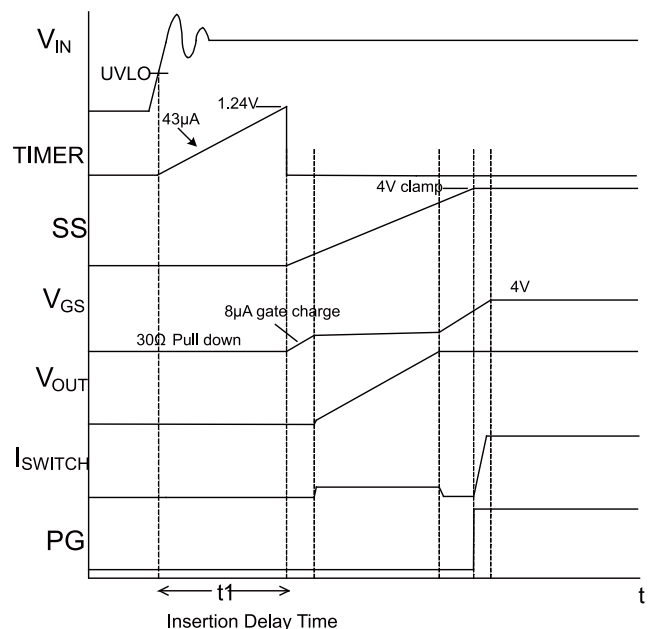 V_IN
UVLO
1.24V
43µA
TIMER
4V clamp
SS
V_GS
4V
8µA gate charge
30Ω Pull down
V_OUT
I_SWITCH
PG
t1
t
Insertion Delay Time